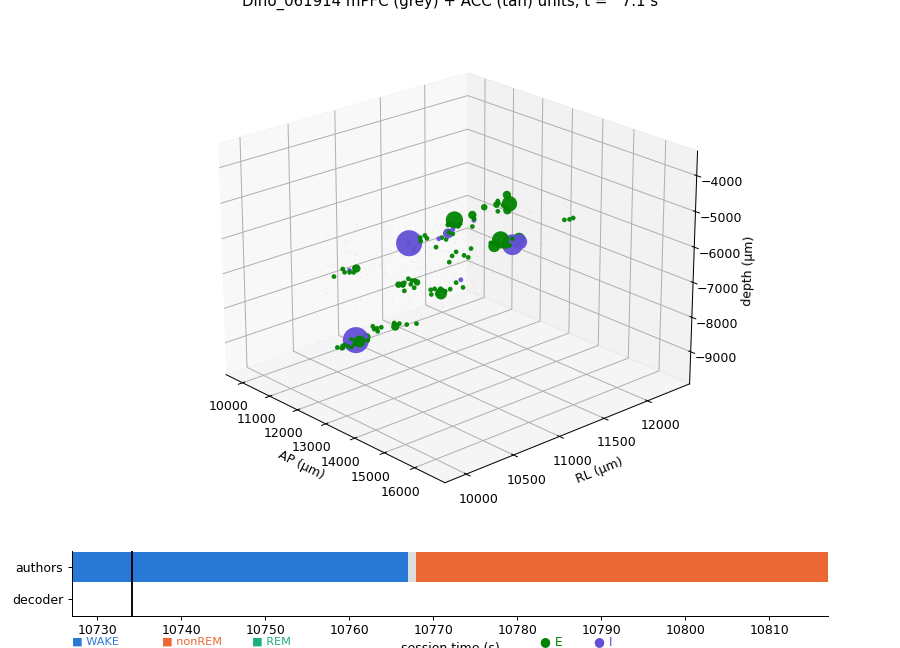 Dino_061914 mPFC (grey) + ACC (tan) units, t = 7.1 s
−4000
−5000
−6000
−7000
−8000
−9000
depth (μm)
10000
11000
12000
13000
14000
15000
16000
AP (μm)
10000
10500
11000
11500
12000
RL (μm)
authors
decoder
10730
10740
10750
10760
10770
10780
10790
10800
10810
session time (s)
WAKE
nonREM
REM
E
I